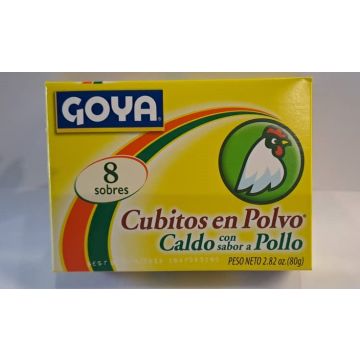 GOYA
8
sobres
Cubitos en Polvo
Caldo con sabor a Pollo
PESO NETO 2.82 oz. (80g)